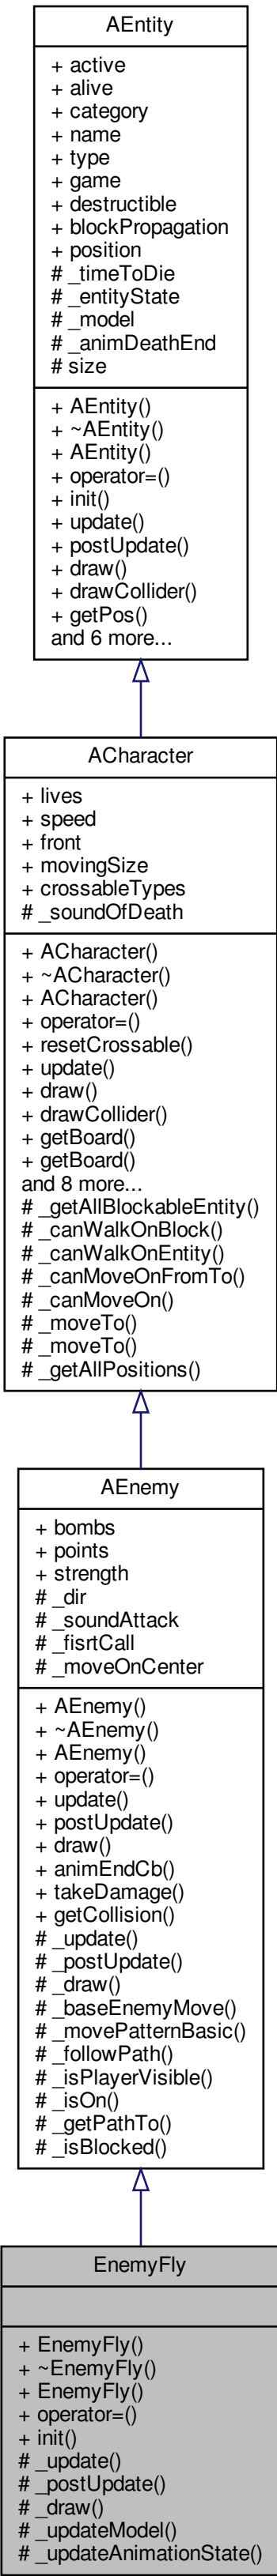 AEntity
+ active
+ alive
+ category
+ name
+ type
+ game
+ destructible
+ blockPropagation
+ position
# _timeToDie
# _entityState
# _model
# _animDeathEnd
# size
+ AEntity()
+ ~AEntity()
+ AEntity()
+ operator=()
+ init()
+ update()
+ postUpdate()
+ draw()
+ drawCollider()
+ getPos()
and 6 more...
ACharacter
+ lives
+ speed
+ front
+ movingSize
+ crossableTypes
# _soundOfDeath
+ ACharacter()
+ ~ACharacter()
+ ACharacter()
+ operator=()
+ resetCrossable()
+ update()
+ draw()
+ drawCollider()
+ getBoard()
+ getBoard()
and 8 more...
# _getAllBlockableEntity()
# _canWalkOnBlock()
# _canWalkOnEntity()
# _canMoveOnFromTo()
# _canMoveOn()
# _moveTo()
# _moveTo()
# _getAllPositions()
AEnemy
+ bombs
+ points
+ strength
# _dir
# _soundAttack
# _fisrtCall
# _moveOnCenter
+ AEnemy()
+ ~AEnemy()
+ AEnemy()
+ operator=()
+ update()
+ postUpdate()
+ draw()
+ animEndCb()
+ takeDamage()
+ getCollision()
# _update()
# _postUpdate()
# _draw()
# _baseEnemyMove()
# _movePatternBasic()
# _followPath()
# _isPlayerVisible()
# _isOn()
# _getPathTo()
# _isBlocked()
EnemyFly
+ EnemyFly()
+ ~EnemyFly()
+ EnemyFly()
+ operator=()
+ init()
# _update()
# _postUpdate()
# _draw()
# _updateModel()
# _updateAnimationState()